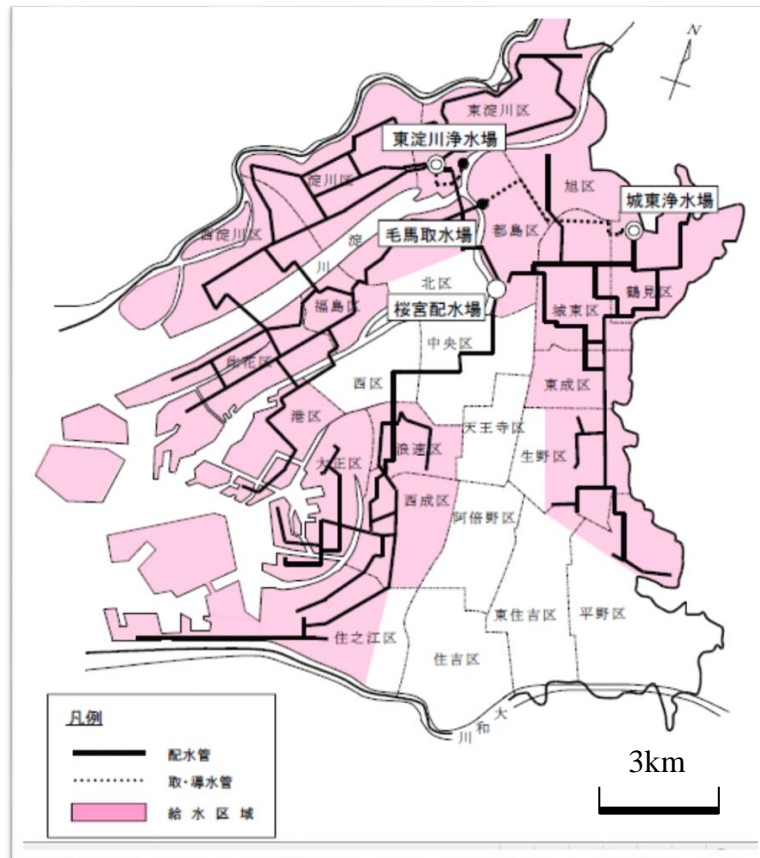 N
東淀川区
東淀川浄水場
淀川区
旭区
城東浄水場
西淀川区
淀
毛馬取水場
都島区
川
北区
鶴見区
福島区
桜宮配水場
城東区
中央区
此花区
西区
東成区
港区
天王寺区
浪速区
生野区
大正区
西成区
阿倍野区
東住吉区
平野区
住之江区
住吉区
大和川
凡例
配水管
取・導水管
給水区域
3km